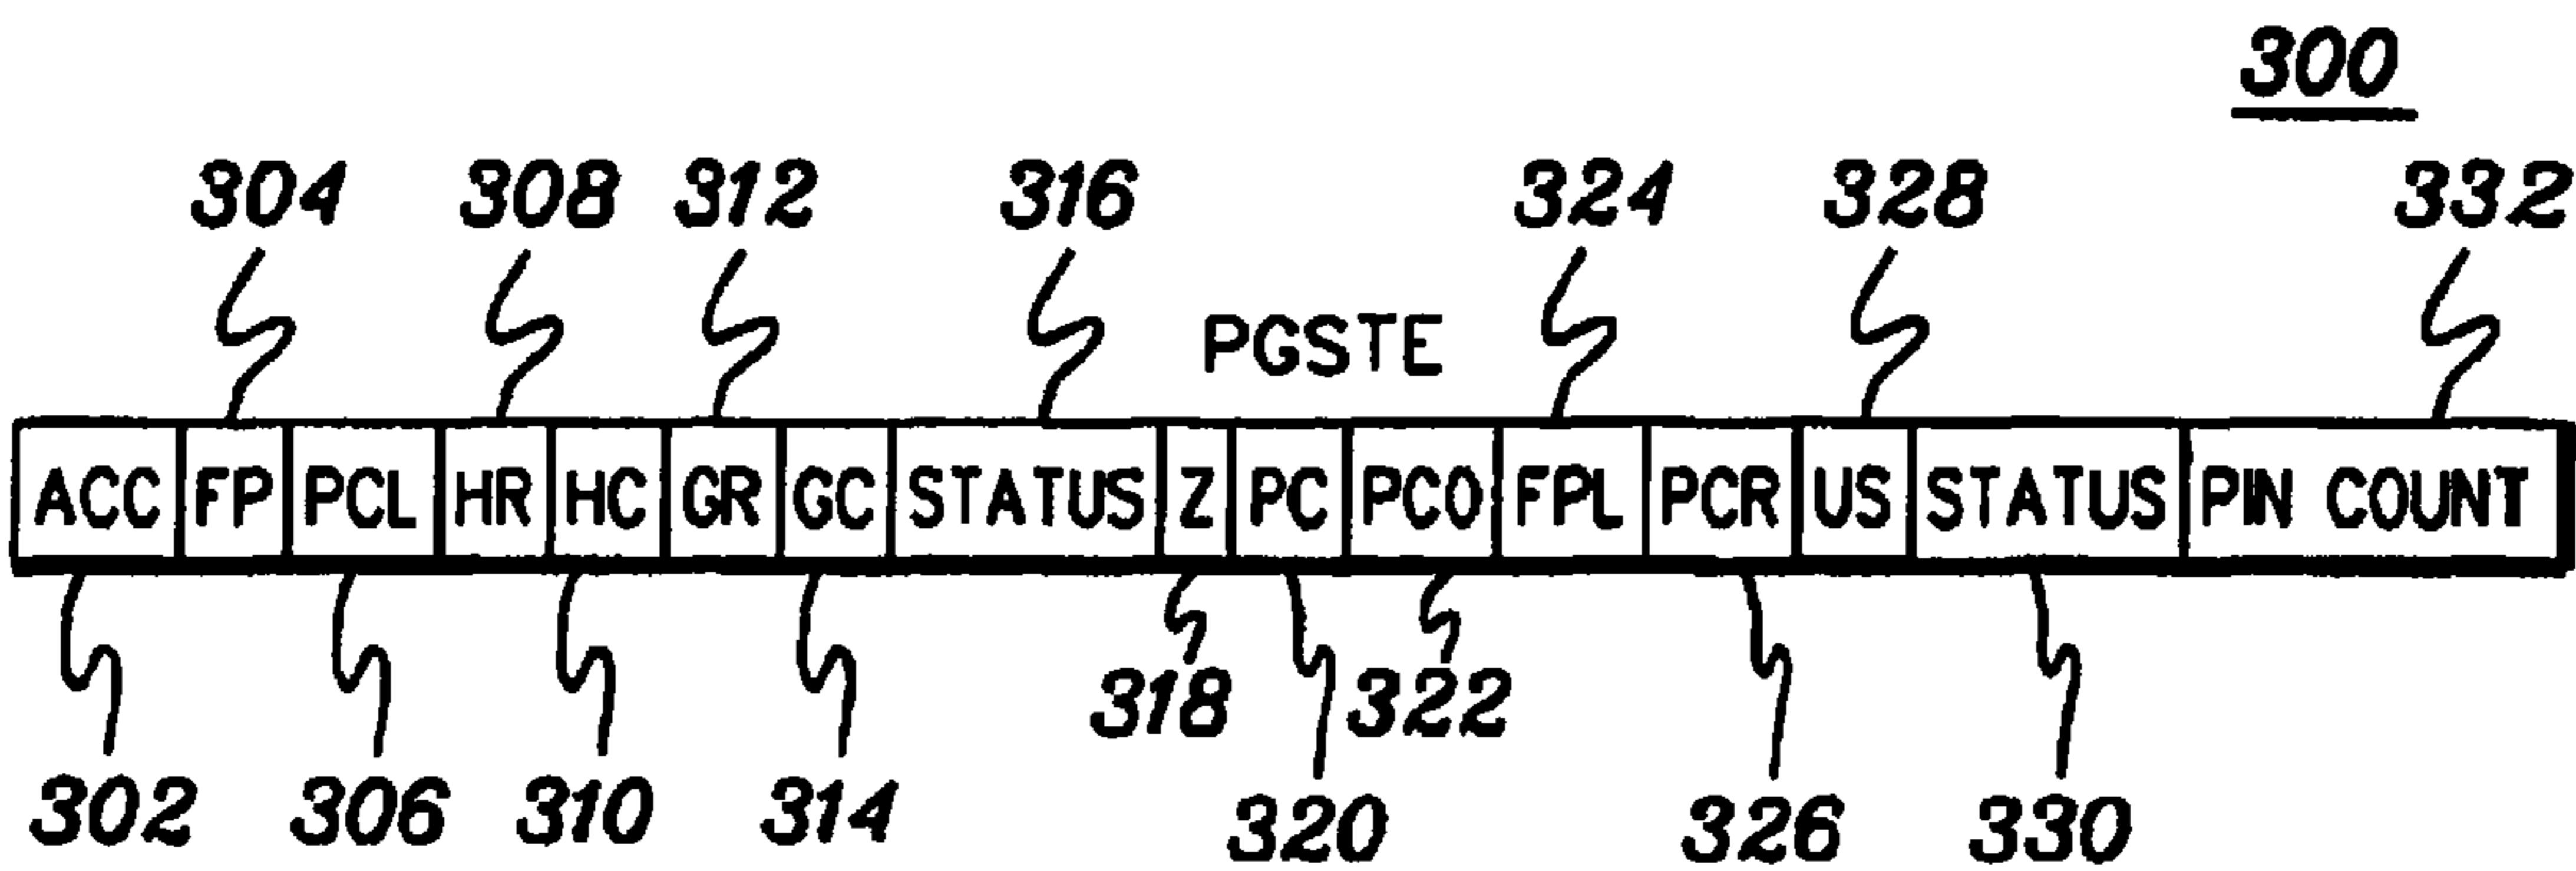 300
304 308 312 316 324 328 332
PGSTE
ACC FP PCL HR HC GR GC STATUS Z PC PCO FPL PCR US STATUS PIN COUNT
318 322
302 306 310 314 320 326 330